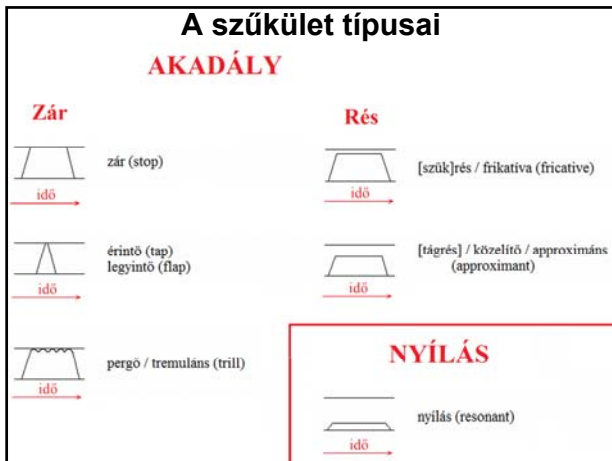 A szűkület típusai
AKADÁLY
Zár
zár (stop)
idő
érintő (tap)
legyintő (flap)
idő
pergő / tremuláns (trill)
idő
Rés
[szűk]rés / frikatíva (fricative)
idő
[tágrés] / közelítő / approximáns
(approximant)
idő
NYÍLÁS
nyílás (resonant)
idő